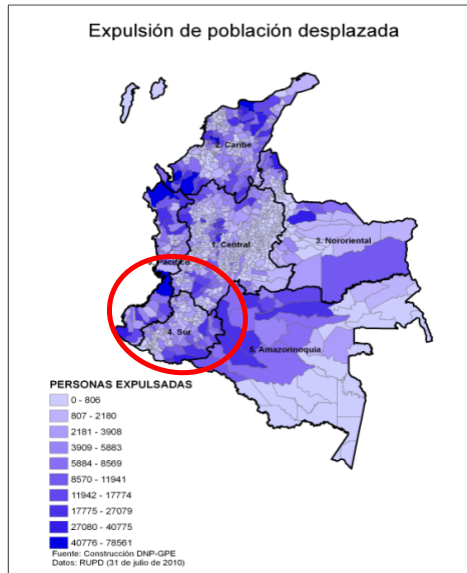 Expulsión de población desplazada
2. Caribe
1. Central
3. Nororiental
Pacífico
4. Sur
5. Amazorinoquia
PERSONAS EXPULSADAS
0 - 806
807 - 2180
2181 - 3908
3909 - 5883
5884 - 8569
8570 - 11941
11942 - 17774
17775 - 27079
27080 - 40775
40776 - 78561
Fuente: Construcción DNP-GPE
Datos: RUPD (31 de julio de 2010)